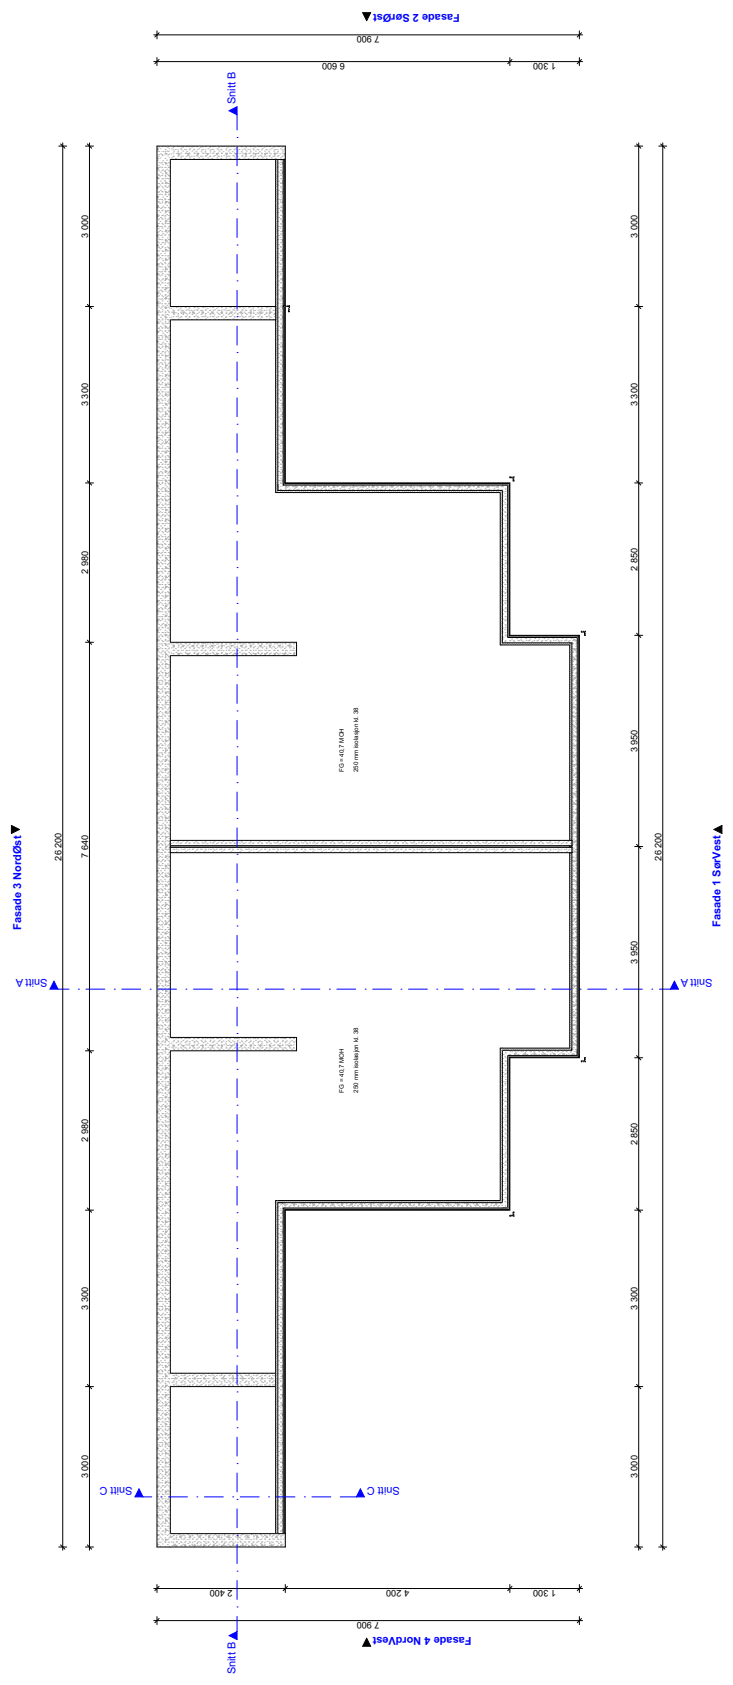 Fasade 2 SørØst
7 900
6 600
1 300
Snitt B
3 000
3 300
2 980
7 640
2 980
3 300
3 000
26 200
Fasade 3 NordØst
3 000
3 300
2 850
3 950
3 950
2 850
3 300
3 000
26 200
Fasade 1 SørVest
FG = 40,7 MOH
250 mm isolasjon kl. 38
FG = 40,7 MOH
250 mm isolasjon kl. 38
Snitt A
Snitt A
Snitt C
Snitt C
2 400
4 200
1 300
7 900
Snitt B
Fasade 4 NordVest